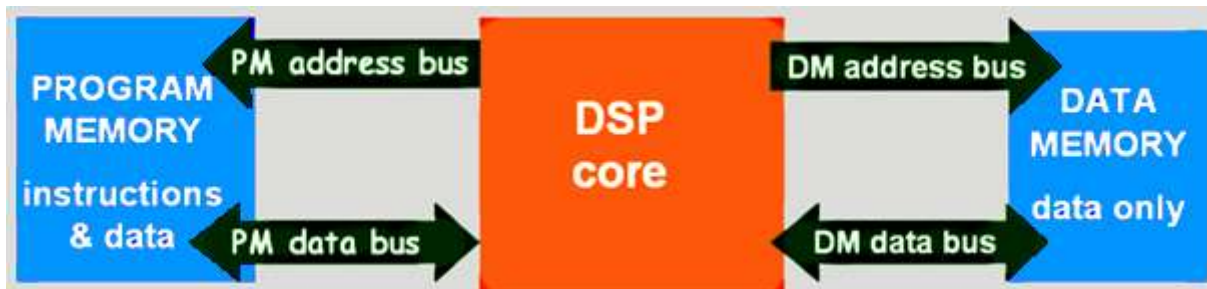 PROGRAM
MEMORY
instructions
& data
PM address bus
PM data bus
DSP
core
DM address bus
DM data bus
DATA
MEMORY
data only